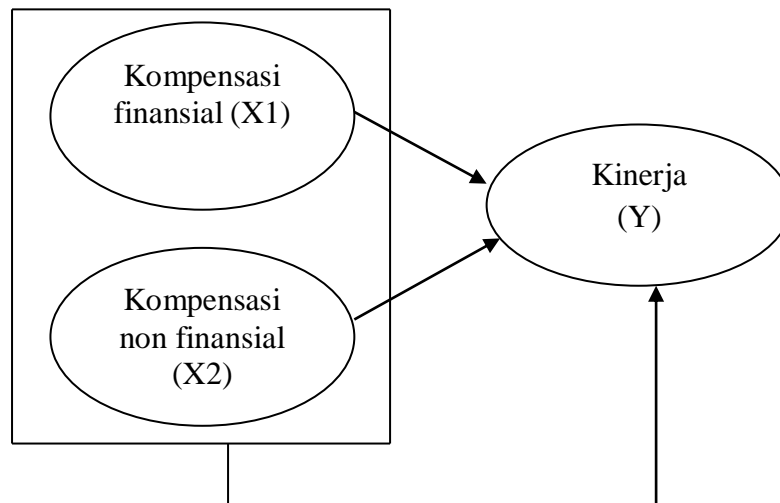 Kompensasi
finansial (X1)
Kompensasi
non finansial
(X2)
Kinerja
(Y)